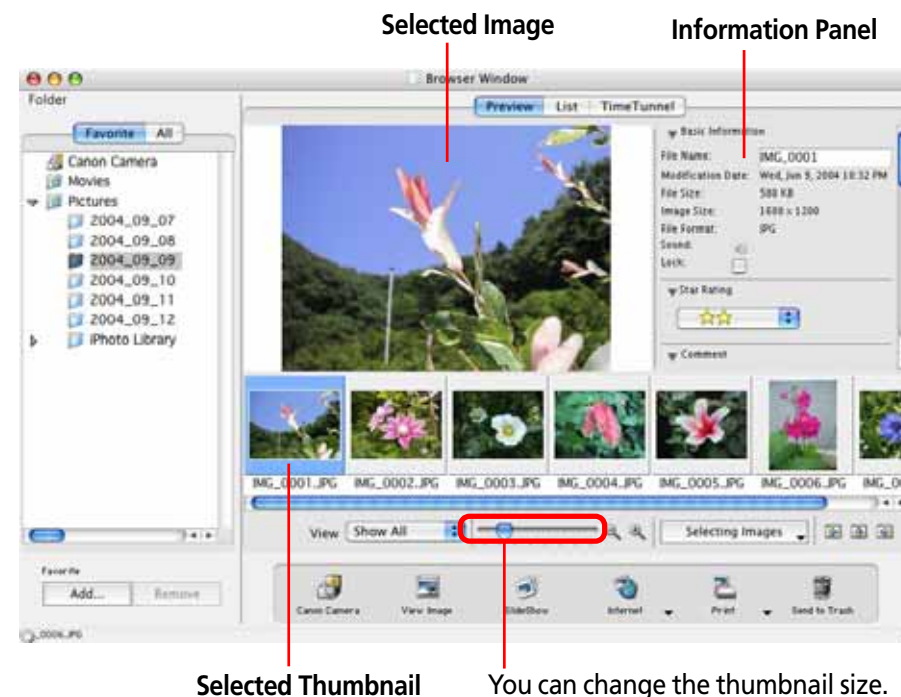 Selected Image
Information Panel
Browser Window
Folder
Favorite All
Canon Camera
Movies
Pictures
2004_09_07
2004_09_08
2004_09_09
2004_09_10
2004_09_11
2004_09_12
iPhoto Library
Preview List TimeTunnel
Basic Information
File Name: IMG_0001
Modification Date: Wed, Jun 9, 2004 10:32 PM
File Size: 588 KB
Image Size: 1600 x 1200
File Format: JPG
Sound:
Lock:
Star Rating
Comment
IMG_0001.JPG IMG_0002.JPG IMG_0003.JPG IMG_0004.JPG IMG_0005.JPG IMG_0006.JPG IMG_0
View Show All Selecting Images
Favorite
Add... Remove
Canon Camera View Image SlideShow Internet Print Send to Trash
_0006.JPG
Selected Thumbnail
You can change the thumbnail size.